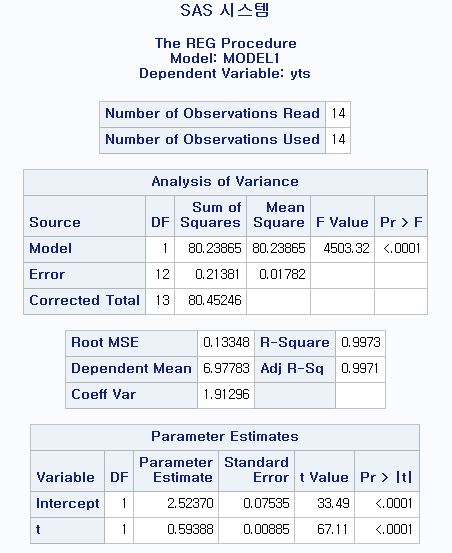 SAS 시스템
The REG Procedure
Model: MODEL1
Dependent Variable: yts
Number of Observations Read 14
Number of Observations Used 14
Analysis of Variance
Source DF Sum of Squares Mean Square F Value Pr > F
Model 1 80.23865 80.23865 4503.32 <.0001
Error 12 0.21381 0.01782
Corrected Total 13 80.45246
Root MSE 0.13348 R-Square 0.9973
Dependent Mean 6.97783 Adj R-Sq 0.9971
Coeff Var 1.91296
Parameter Estimates
Variable DF Parameter Estimate Standard Error t Value Pr > |t|
Intercept 1 2.52370 0.07535 33.49 <.0001
t 1 0.59388 0.00885 67.11 <.0001